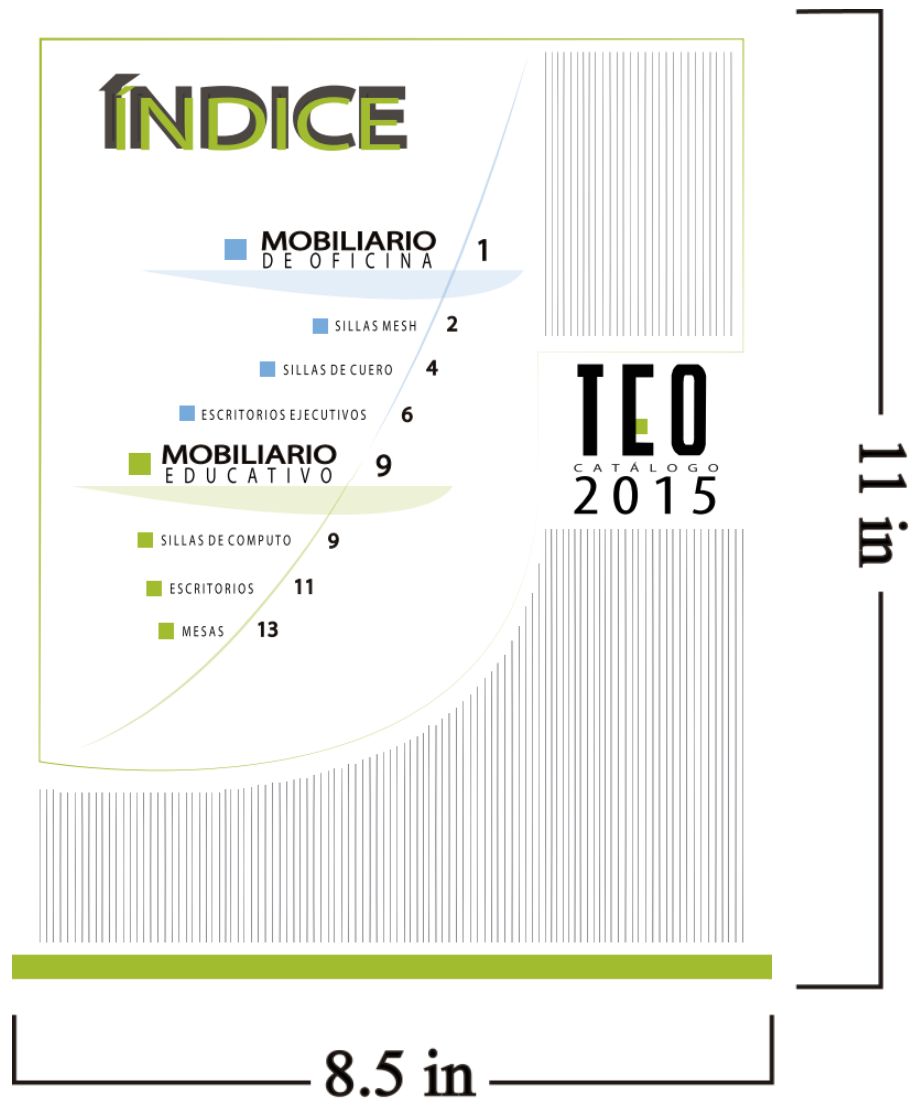 ÍNDICE
MOBILIARIO
DE OFICINA 1
SILLAS MESH 2
SILLAS DE CUERO 4
ESCRITORIOS EJECUTIVOS 6
MOBILIARIO
EDUCATIVO 9
SILLAS DE COMPUTO 9
ESCRITORIOS 11
MESAS 13
TEO
CATÁLOGO
2015
11 in
8.5 in